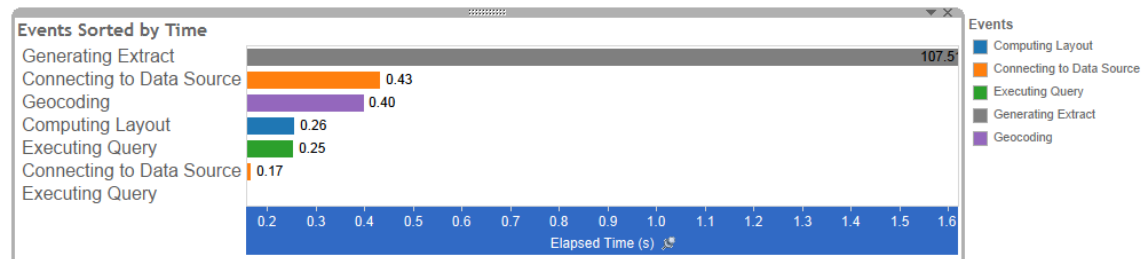 Events Sorted by Time
Generating Extract 107.51
Connecting to Data Source 0.43
Geocoding 0.40
Computing Layout 0.26
Executing Query 0.25
Connecting to Data Source 0.17
Executing Query
0.2 0.3 0.4 0.5 0.6 0.7 0.8 0.9 1.0 1.1 1.2 1.3 1.4 1.5 1.6
Elapsed Time (s)
Events
Computing Layout
Connecting to Data Source
Executing Query
Generating Extract
Geocoding